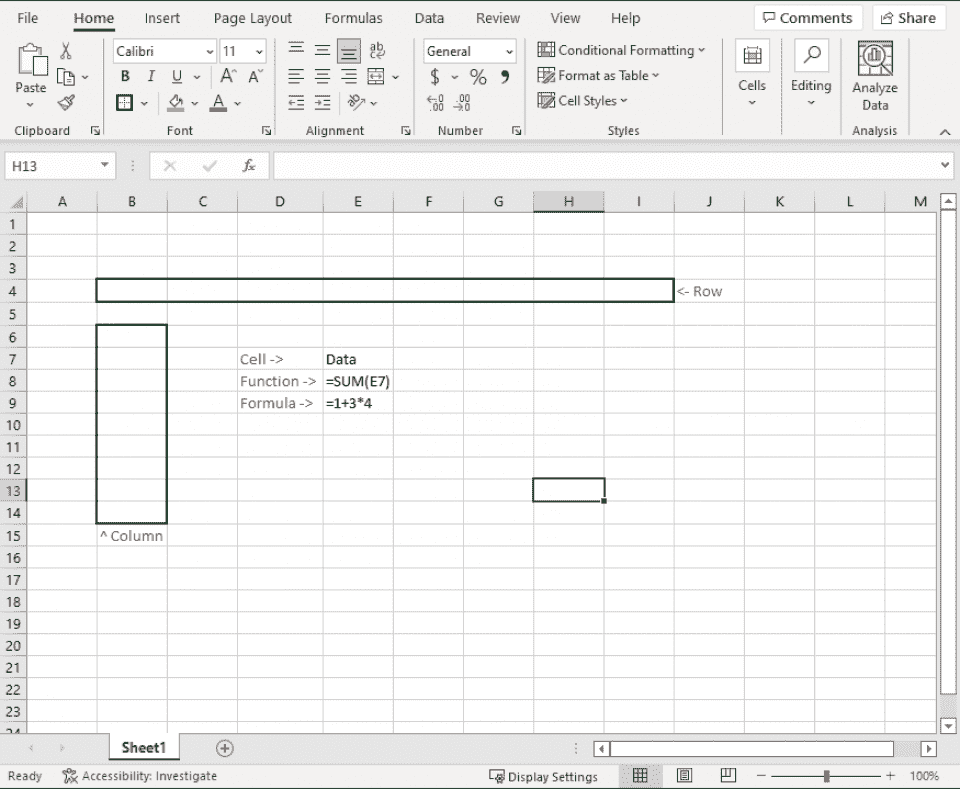 File Home Insert Page Layout Formulas Data Review View Help Comments Share
Calibri 11 ab General Conditional Formatting
Paste B I U A A $ % Format as Table Cells Editing Analyze Data
A .00 .00 Cell Styles
Clipboard Font Alignment Number Styles Analysis
H13 fx
A B C D E F G H I J K L M
1
2
3
4 <- Row
5
6
7 Cell -> Data
8 Function -> =SUM(E7)
9 Formula -> =1+3*4
10
11
12
13
14
15 ^ Column
16
17
18
19
20
21
22
23
24
Sheet1
Ready Accessibility: Investigate Display Settings 100%